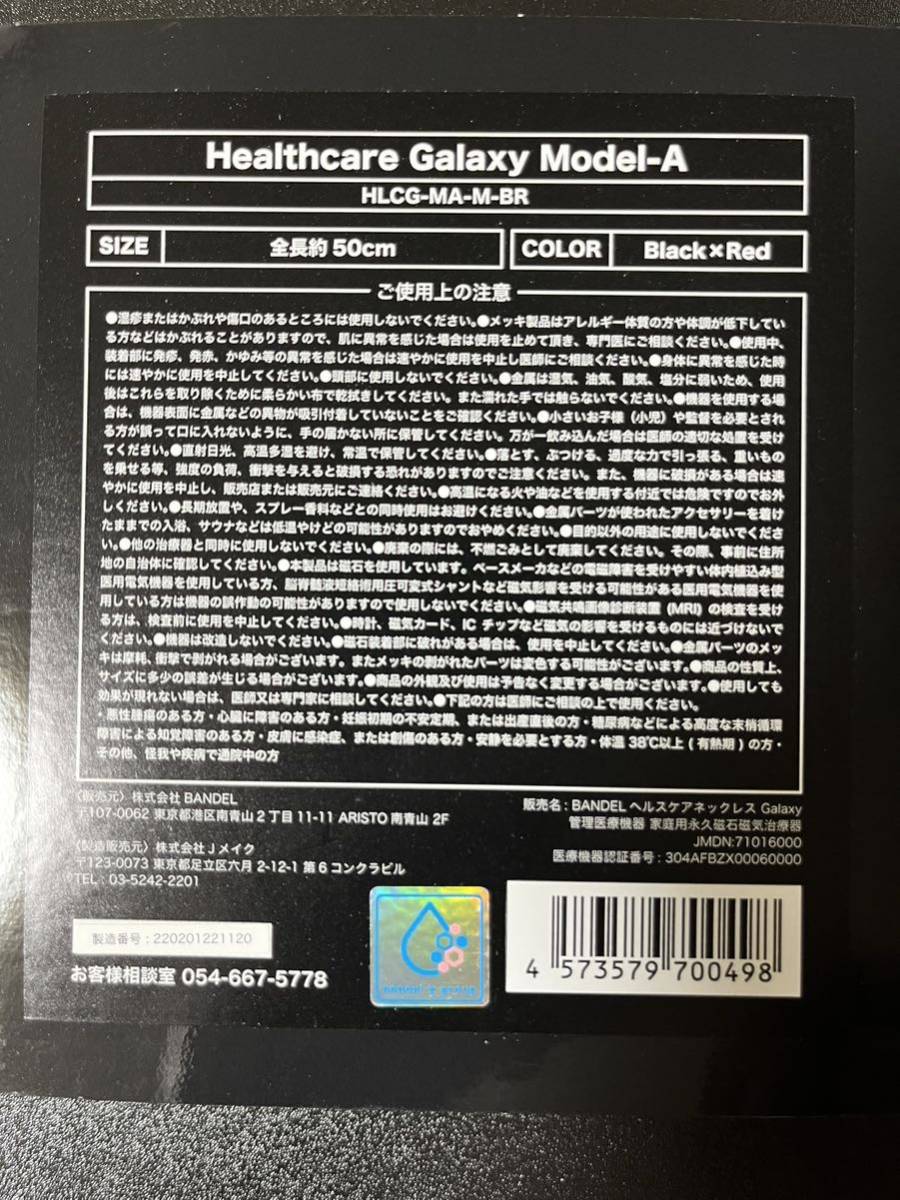 Healthcare Galaxy Model-A
HLCG-MA-M-BR
SIZE 全長約50cm COLOR Black×Red
ご使用上の注意
●湿疹またはかぶれや傷口のあるところには使用しないでください。●メッキ製品はアレルギー体質の方や体調が低下してい
る方などはかぶれることがありますので、肌に異常を感じた場合は使用を止めて頂き、専門医にご相談ください。●使用中、
装着部に発疹、発赤、かゆみ等の異常を感じた場合は速やかに使用を中止し医師にご相談ください。●身体に異常を感じた時
には速やかに使用を中止してください。●頭部に使用しないでください。●金属は湿気、油気、酸気、塩分に弱いため、使用
後はこれらを取り除くために柔らかい布で乾拭きしてください。また濡れた手では触らないでください。●機器を使用する場
合は、機器表面に金属などの異物が吸引付着していないことをご確認ください。●小さいお子様（小児）や監督を必要とされ
る方が誤って口に入れないように、手の届かない所に保管してください。万が一飲み込んだ場合は医師の適切な処置を受け
てください。●直射日光、高温多湿を避け、常温で保管してください。●落とす、ぶつける、過度な力で引っ張る、重いもの
を乗せる等、強度の負荷、衝撃を与えると破損する恐れがありますのでご注意ください。また、機器に破損がある場合は速
やかに使用を中止し、販売店または販売元にご連絡ください。●高温になる火や油などを使用する付近では危険ですのでお外
しください。●長期放置や、スプレー香料などとの同時使用はお避けください。●金属パーツが使われたアクセサリーを着け
たままでの入浴、サウナなどは低温やけどの可能性がありますのでおやめください。●目的以外の用途に使用しないでくださ
い。●他の治療器と同時に使用しないでください。●廃棄の際には、不燃ごみとして廃棄してください。その際、事前に住所
地の自治体に確認してください。●本製品は磁石を使用しています。ペースメーカなどの電磁障害を受けやすい体内植込み型
医用電気機器を使用している方、脳脊髄液短絡術用圧可変式シャントなど磁気影響を受ける可能性がある医用電気機器を使
用している方は機器の誤作動の可能性がありますので使用しないでください。●磁気共鳴画像診断装置（MRI）の検査を受け
る方は、検査前に使用を中止してください。●時計、磁気カード、IC チップなど磁気の影響を受けるものには近づけないで
ください。●機器は改造しないでください。●磁石装着部に破れがある場合は、使用を中止してください。●金属パーツのメッ
キは摩耗、衝撃で剥がれる場合がございます。またメッキの剥がれたパーツは変色する可能性がございます。●商品の性質上、
サイズに多少の誤差が生じる場合がございます。●商品の外観及び使用は予告なく変更する場合がございます。●使用しても
効果が現れない場合は、医師又は専門家に相談してください。●下記の方は医師にご相談の上で使用ください。
・悪性腫瘍のある方・心臓に障害のある方・妊娠初期の不安定期、または出産直後の方・糖尿病などによる高度な末梢循環
障害による知覚障害のある方・皮膚に感染症、または創傷のある方・安静を必要とする方・体温 38℃以上（有熱期）の方・
その他、怪我や疾病で通院中の方
〈販売元〉株式会社 BANDEL
〒107-0062 東京都港区南青山2丁目 11-11 ARISTO 南青山 2F
〈製造販売元〉株式会社 J メイク
〒123-0073 東京都足立区六月 2-12-1 第6コンクラビル
TEL : 03-5242-2201
販売名 : BANDEL ヘルスケアネックレス Galaxy
管理医療機器 家庭用永久磁石磁気治療器
JMDN:71016000
医療機器認証番号 : 304AFBZX00060000
製造番号 : 220201221120
お客様相談室 054-667-5778
4 573579 700498